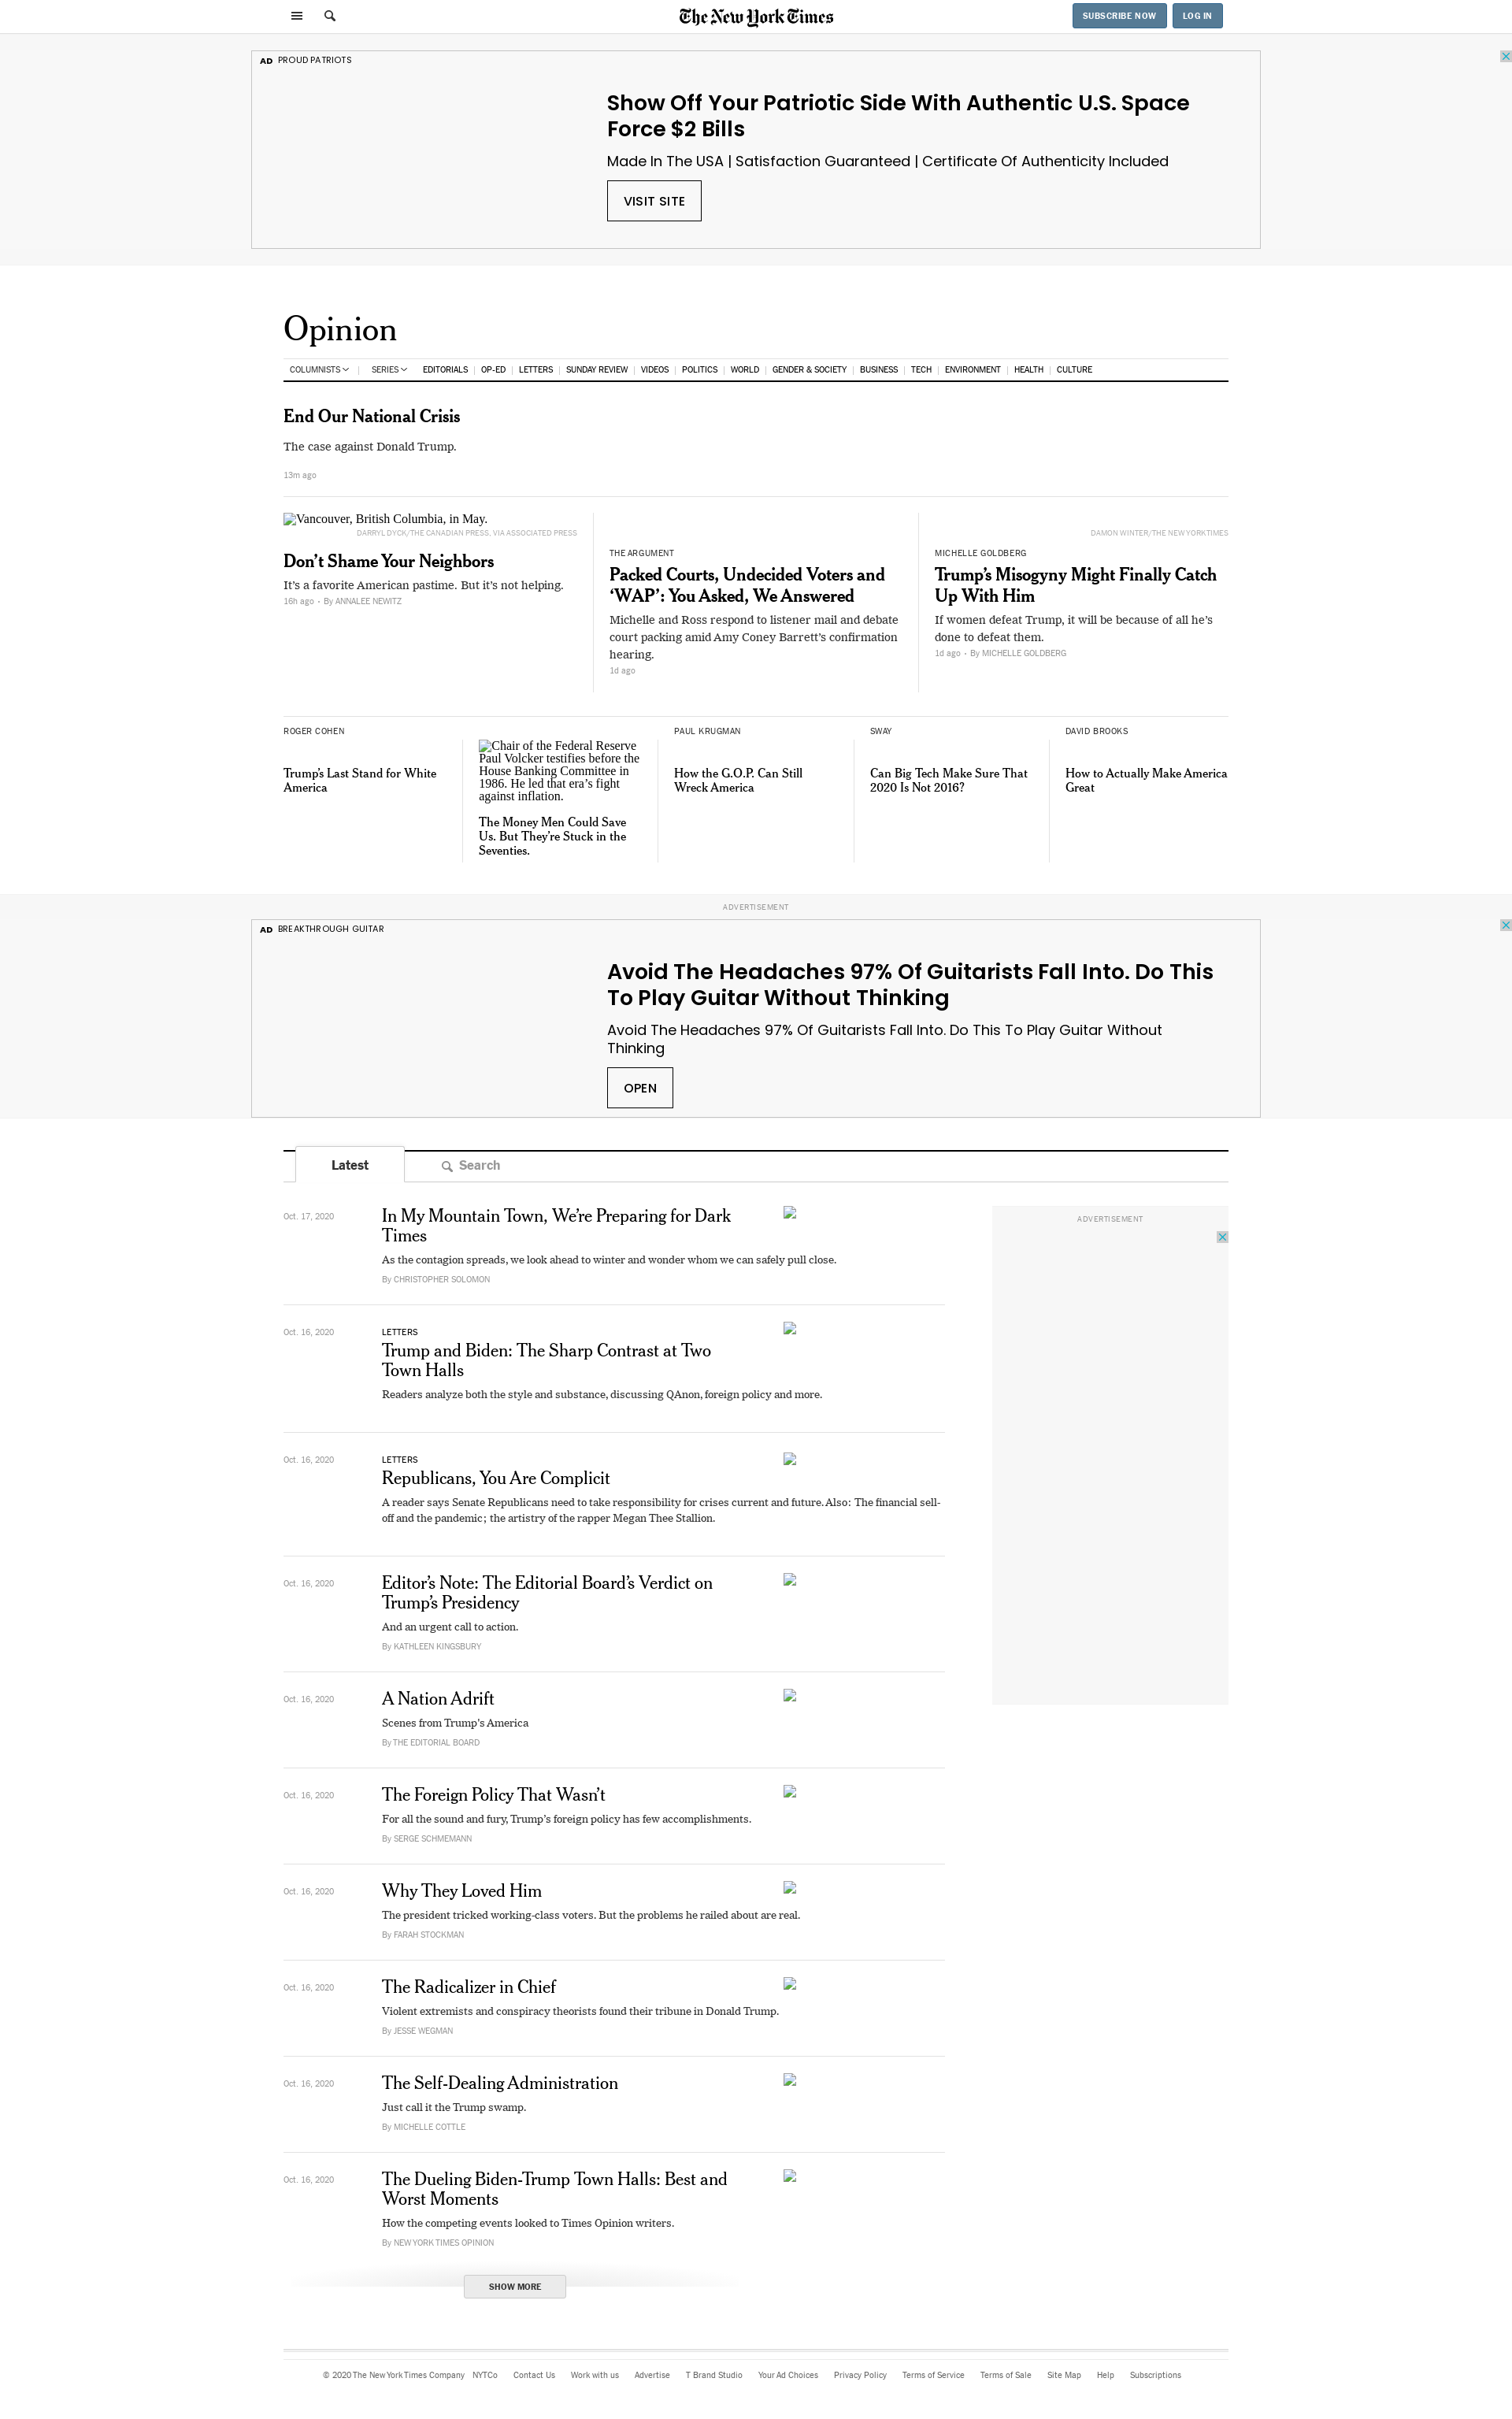 The New York Times
SUBSCRIBE NOW
LOG IN
AD PROUD PATRIOTS
Show Off Your Patriotic Side With Authentic U.S. Space
Force $2 Bills
Made In The USA | Satisfaction Guaranteed | Certificate Of Authenticity Included
VISIT SITE
Opinion
COLUMNISTS | SERIES EDITORIALS | OP-ED | LETTERS | SUNDAY REVIEW | VIDEOS | POLITICS | WORLD | GENDER & SOCIETY | BUSINESS | TECH | ENVIRONMENT | HEALTH | CULTURE
End Our National Crisis
The case against Donald Trump.
13m ago
Vancouver, British Columbia, in May.
DARRYL DYCK/THE CANADIAN PRESS, VIA ASSOCIATED PRESS
Don’t Shame Your Neighbors
It’s a favorite American pastime. But it’s not helping.
16h ago • By ANNALEE NEWITZ
THE ARGUMENT
Packed Courts, Undecided Voters and
‘WAP’: You Asked, We Answered
Michelle and Ross respond to listener mail and debate
court packing amid Amy Coney Barrett’s confirmation
hearing.
1d ago
DAMON WINTER/THE NEW YORK TIMES
MICHELLE GOLDBERG
Trump’s Misogyny Might Finally Catch
Up With Him
If women defeat Trump, it will be because of all he’s
done to defeat them.
1d ago • By MICHELLE GOLDBERG
ROGER COHEN
Trump’s Last Stand for White
America
Chair of the Federal Reserve
Paul Volcker testifies before the
House Banking Committee in
1986. He led that era’s fight
against inflation.
The Money Men Could Save
Us. But They’re Stuck in the
Seventies.
PAUL KRUGMAN
How the G.O.P. Can Still
Wreck America
SWAY
Can Big Tech Make Sure That
2020 Is Not 2016?
DAVID BROOKS
How to Actually Make America
Great
ADVERTISEMENT
AD BREAKTHROUGH GUITAR
Avoid The Headaches 97% Of Guitarists Fall Into. Do This
To Play Guitar Without Thinking
Avoid The Headaches 97% Of Guitarists Fall Into. Do This To Play Guitar Without
Thinking
OPEN
Latest
Search
ADVERTISEMENT
Oct. 17, 2020
In My Mountain Town, We’re Preparing for Dark
Times
As the contagion spreads, we look ahead to winter and wonder whom we can safely pull close.
By CHRISTOPHER SOLOMON
Oct. 16, 2020
LETTERS
Trump and Biden: The Sharp Contrast at Two
Town Halls
Readers analyze both the style and substance, discussing QAnon, foreign policy and more.
Oct. 16, 2020
LETTERS
Republicans, You Are Complicit
A reader says Senate Republicans need to take responsibility for crises current and future. Also: The financial sell-
off and the pandemic; the artistry of the rapper Megan Thee Stallion.
Oct. 16, 2020
Editor’s Note: The Editorial Board’s Verdict on
Trump’s Presidency
And an urgent call to action.
By KATHLEEN KINGSBURY
Oct. 16, 2020
A Nation Adrift
Scenes from Trump’s America
By THE EDITORIAL BOARD
Oct. 16, 2020
The Foreign Policy That Wasn’t
For all the sound and fury, Trump’s foreign policy has few accomplishments.
By SERGE SCHMEMANN
Oct. 16, 2020
Why They Loved Him
The president tricked working-class voters. But the problems he railed about are real.
By FARAH STOCKMAN
Oct. 16, 2020
The Radicalizer in Chief
Violent extremists and conspiracy theorists found their tribune in Donald Trump.
By JESSE WEGMAN
Oct. 16, 2020
The Self-Dealing Administration
Just call it the Trump swamp.
By MICHELLE COTTLE
Oct. 16, 2020
The Dueling Biden-Trump Town Halls: Best and
Worst Moments
How the competing events looked to Times Opinion writers.
By NEW YORK TIMES OPINION
SHOW MORE
© 2020 The New York Times Company NYTCo Contact Us Work with us Advertise T Brand Studio Your Ad Choices Privacy Policy Terms of Service Terms of Sale Site Map Help Subscriptions